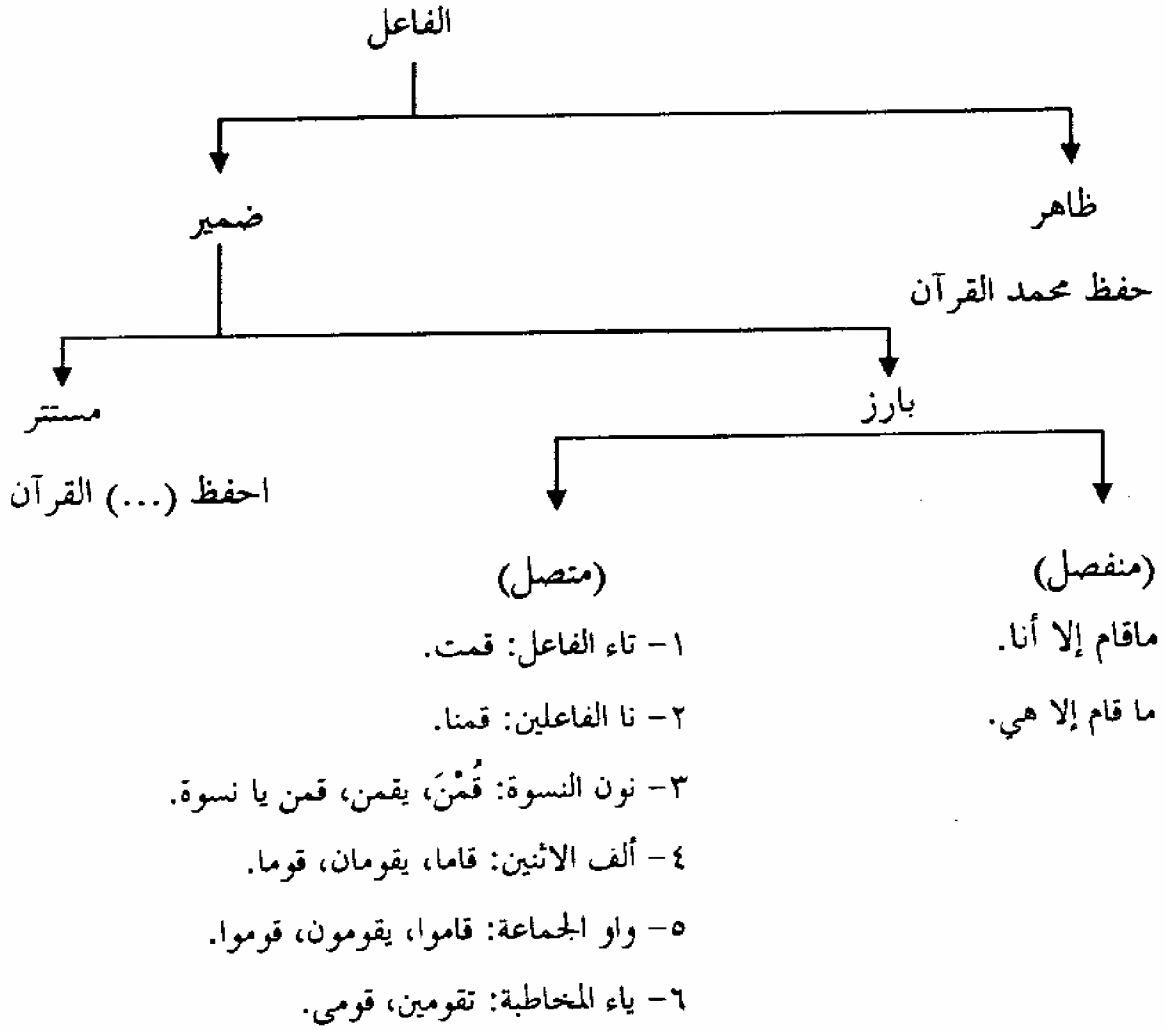 الفاعل
ظاهر
ضمير
حفظ محمد القرآن
بارز
مستتر
احفظ (...) القرآن
(منفصل)
(متصل)
ماقام إلا أنا.
١- تاء الفاعل: قمت.
ما قام إلا هي.
٢- نا الفاعلين: قمنا.
٣- نون النسوة: قُمْنَ، يقمن، قمن يا نسوة.
٤- ألف الاثنين: قاما، يقومان، قوما.
٥- واو الجماعة: قاموا، يقومون، قوموا.
٦- ياء المخاطبة: تقومين، قومي.